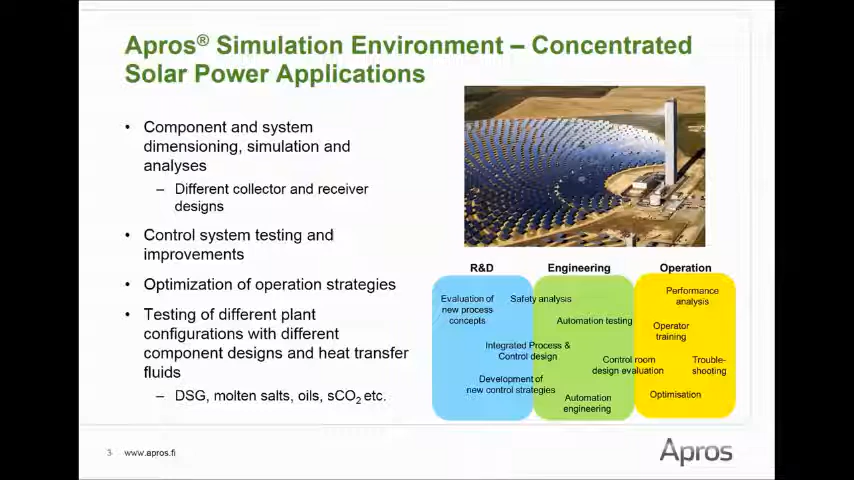 Apros® Simulation Environment – Concentrated
Solar Power Applications
• Component and system
dimensioning, simulation and
analyses
– Different collector and receiver
designs
• Control system testing and
improvements
• Optimization of operation strategies
• Testing of different plant
configurations with different
component designs and heat transfer
fluids
– DSG, molten salts, oils, sCO₂ etc.
R&D
Engineering
Operation
Evaluation of
new process
concepts
Safety analysis
Automation testing
Integrated Process &
Control design
Development of
new control strategies
Automation
engineering
Performance
analysis
Operator
training
Control room
design evaluation
Trouble-
shooting
Optimisation
3 www.apros.fi
Apros